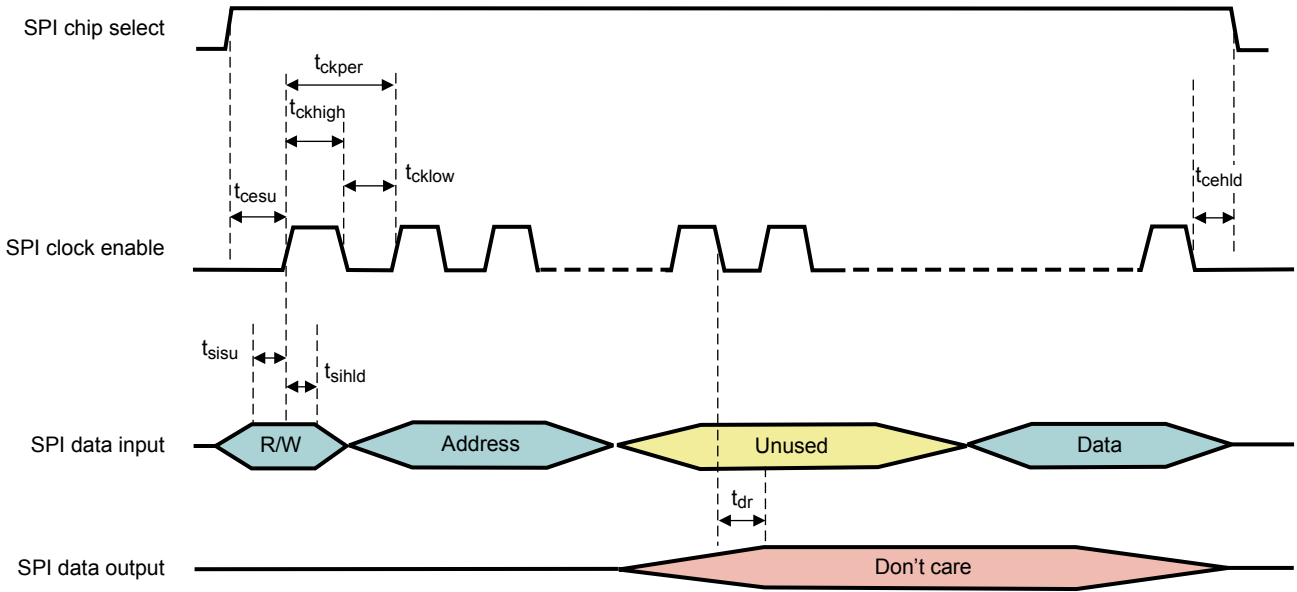 SPI chip select
tckper
tckhigh
tcklow
tcesu
tcehld
SPI clock enable
tsisu
tsihld
SPI data input
R/W
Address
Unused
Data
tdr
SPI data output
Don't care